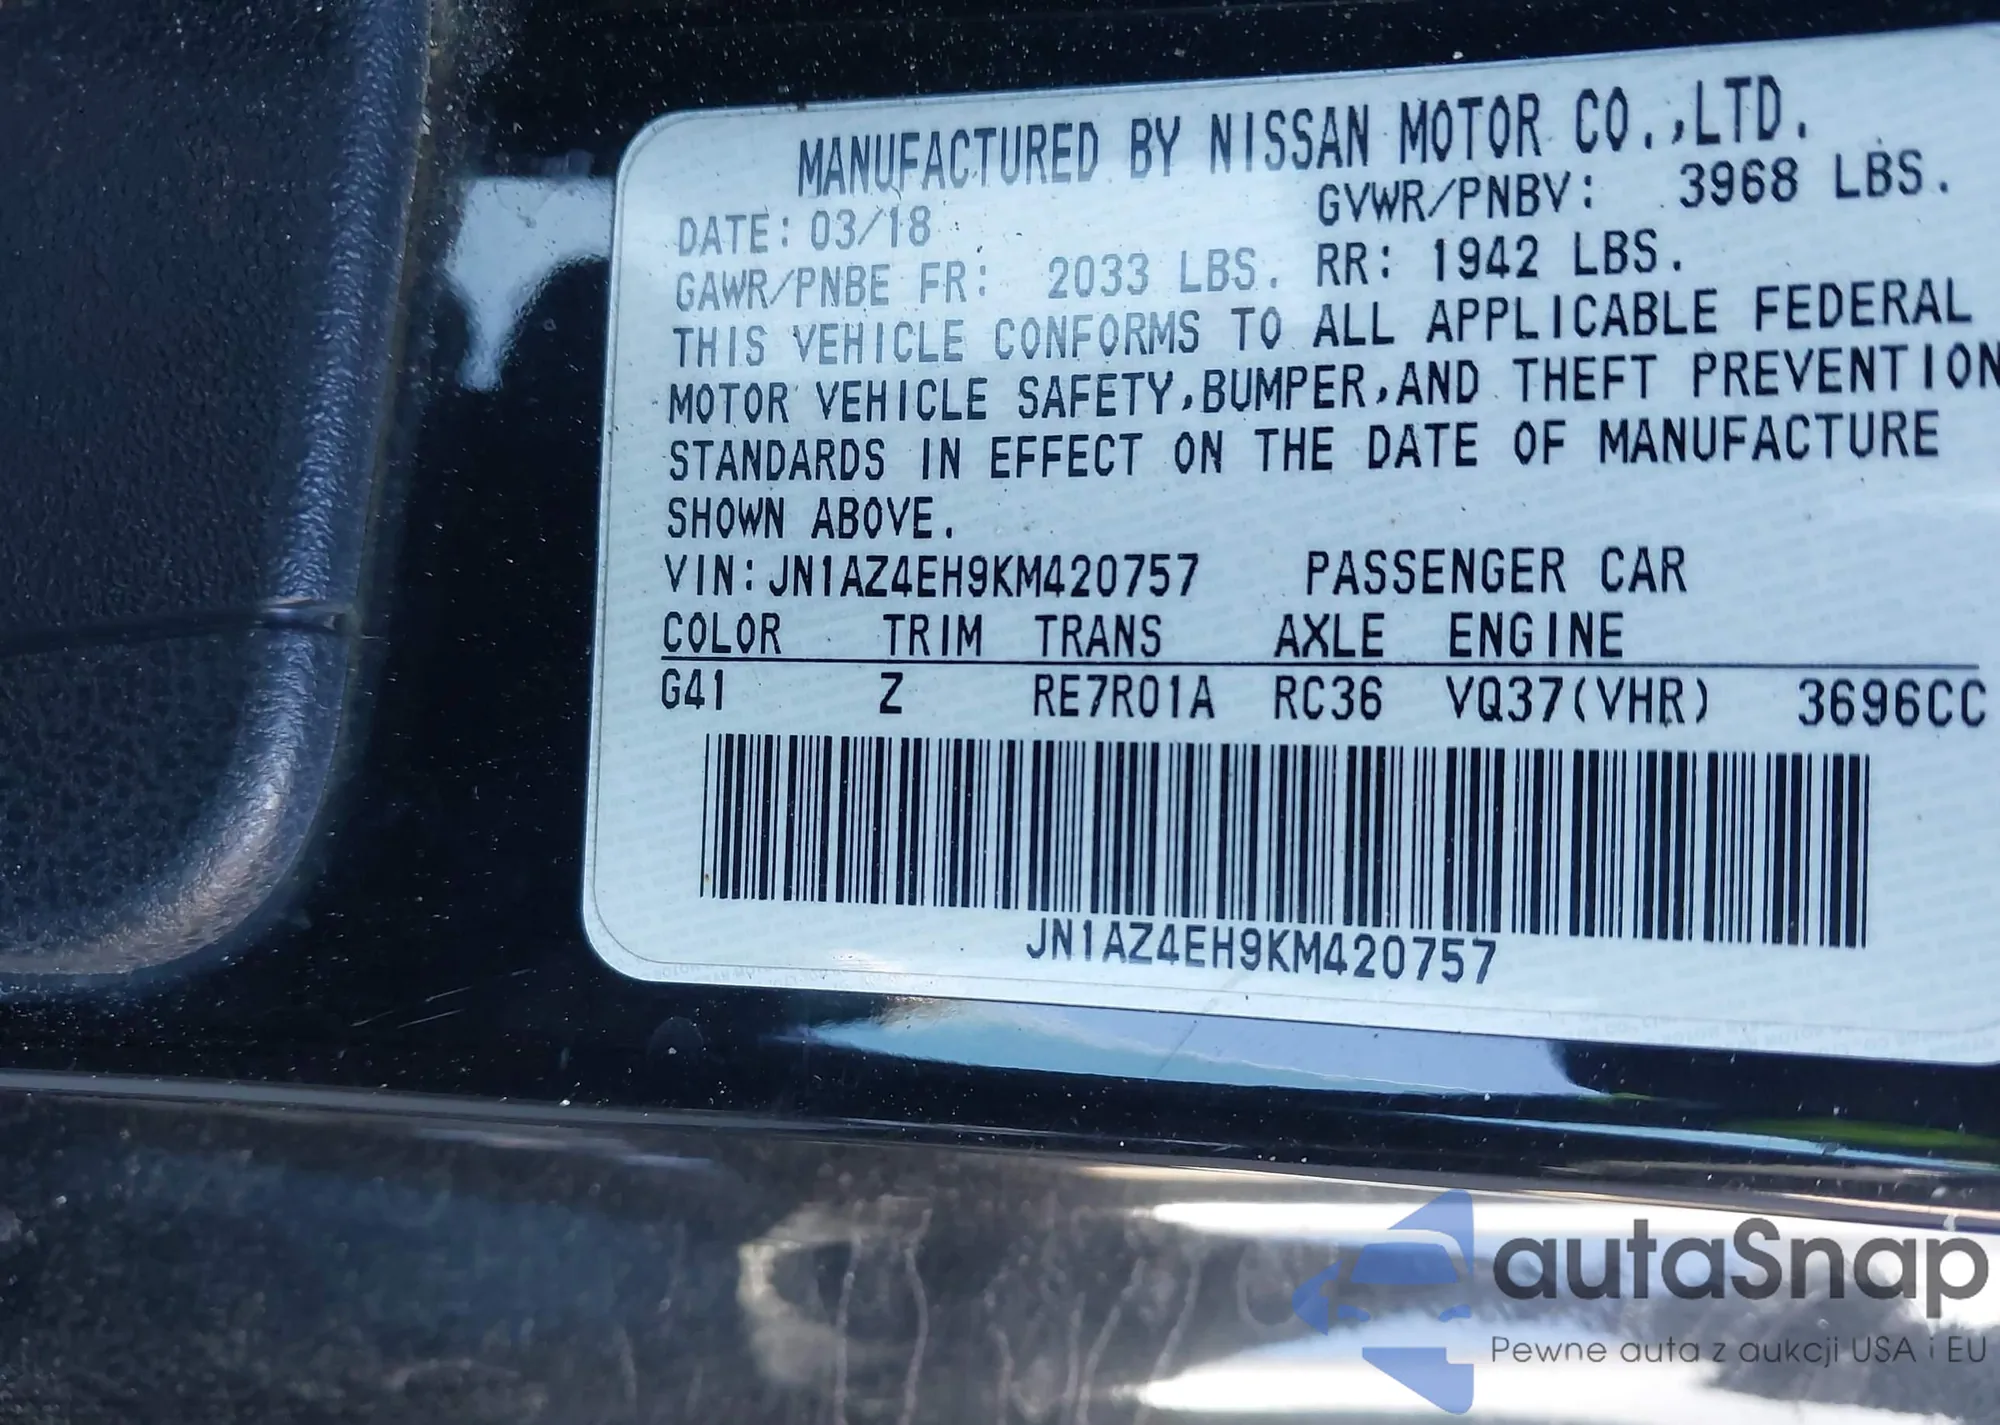 MANUFACTURED BY NISSAN MOTOR CO.,LTD.
DATE: 03/18 GVWR/PNBV: 3968 LBS.
GAWR/PNBE FR: 2033 LBS. RR: 1942 LBS.
THIS VEHICLE CONFORMS TO ALL APPLICABLE FEDERAL
MOTOR VEHICLE SAFETY,BUMPER,AND THEFT PREVENTION
STANDARDS IN EFFECT ON THE DATE OF MANUFACTURE
SHOWN ABOVE.
VIN:JN1AZ4EH9KM420757 PASSENGER CAR
COLOR TRIM TRANS AXLE ENGINE
G41 Z RE7R01A RC36 VQ37(VHR) 3696CC
JN1AZ4EH9KM420757
autaSnap
Pewne auta z aukcji USA i EU